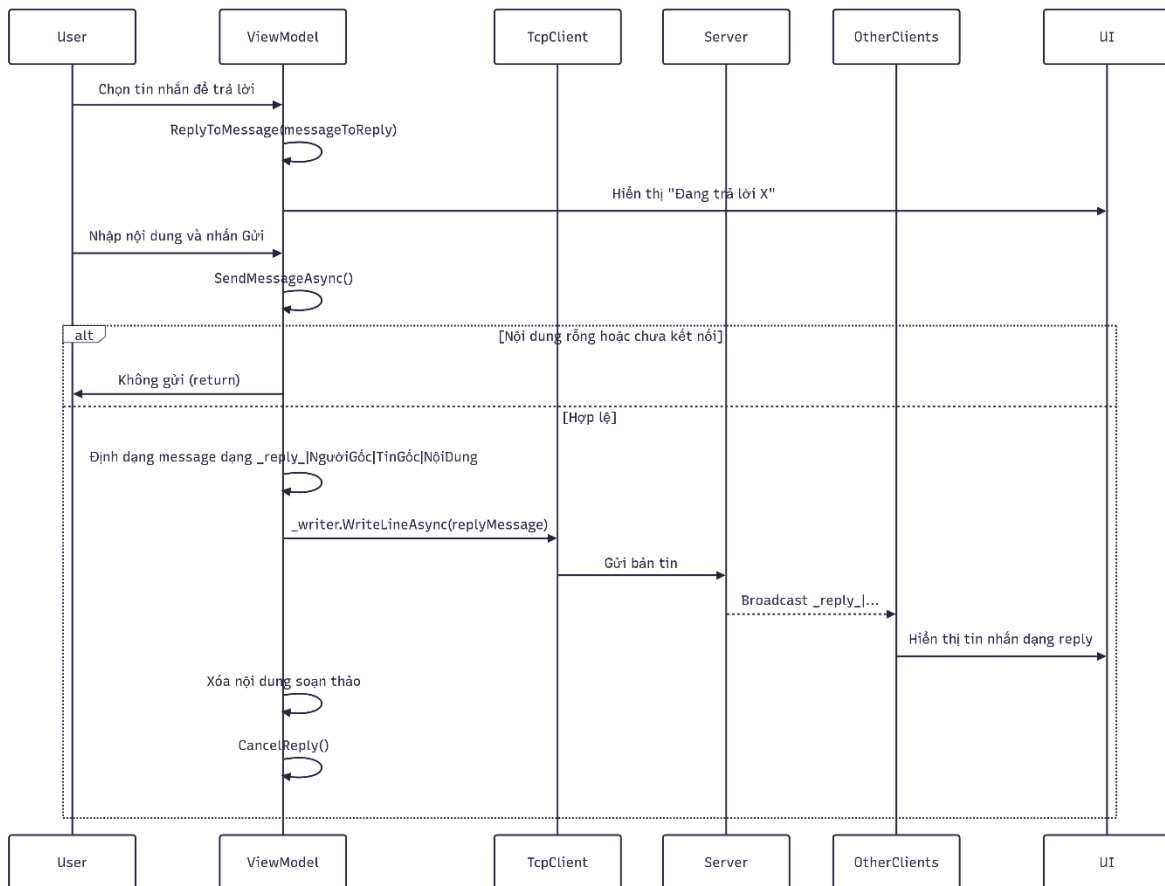 User ViewModel TcpClient Server OtherClients UI
Chọn tin nhắn để trả lời
ReplyToMessage(messageToReply)
Hiển thị "Đang trả lời X"
Nhập nội dung và nhấn Gửi
SendMessageAsync()
alt [Nội dung rỗng hoặc chưa kết nối]
Không gửi (return)
[Hợp lệ]
Định dạng message dạng _reply_|NgườiGốc|TinGốc|NộiDung
_writer.WriteLineAsync(replyMessage)
Gửi bản tin
Broadcast _reply_|...
Hiển thị tin nhắn dạng reply
Xóa nội dung soạn thảo
CancelReply()
User ViewModel TcpClient Server OtherClients UI